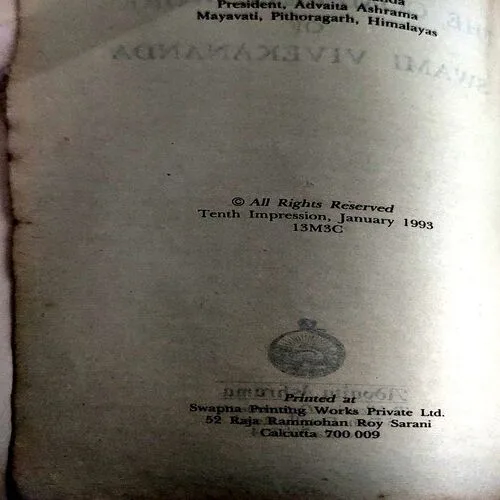 President, Advaita Ashrama
Mayavati, Pithoragarh, Himalayas
© All Rights Reserved
Tenth Impression, January 1993
13M3C
Printed at
Swapna Printing Works Private Ltd.
52 Raja Rammohan Roy Sarani
Calcutta 700 009